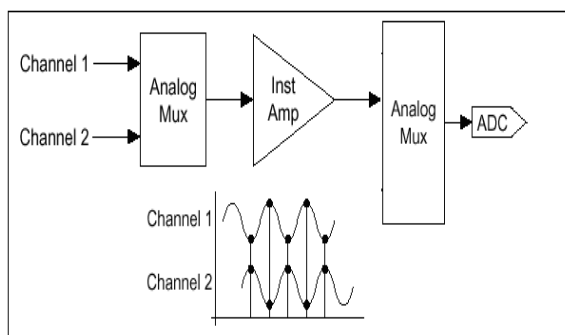 Channel 1
Channel 2
Analog
Mux
Inst
Amp
Analog
Mux
ADC
Channel 1
Channel 2